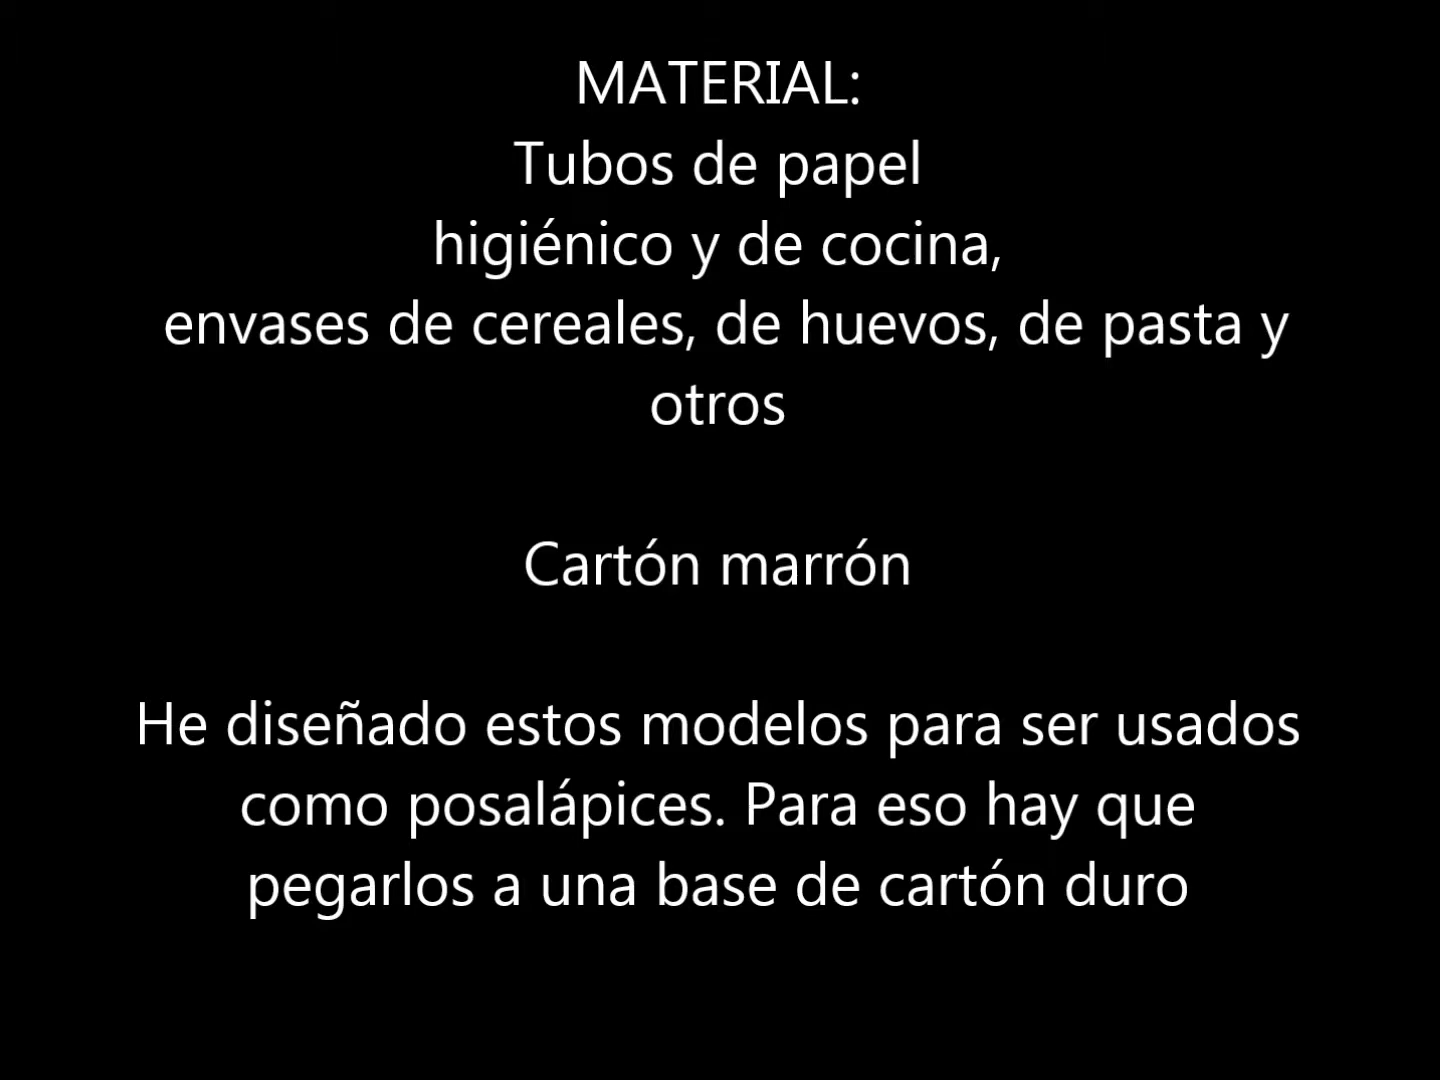 MATERIAL:
Tubos de papel
higiénico y de cocina,
envases de cereales, de huevos, de pasta y
otros
Cartón marrón
He diseñado estos modelos para ser usados
como posalápices. Para eso hay que
pegarlos a una base de cartón duro